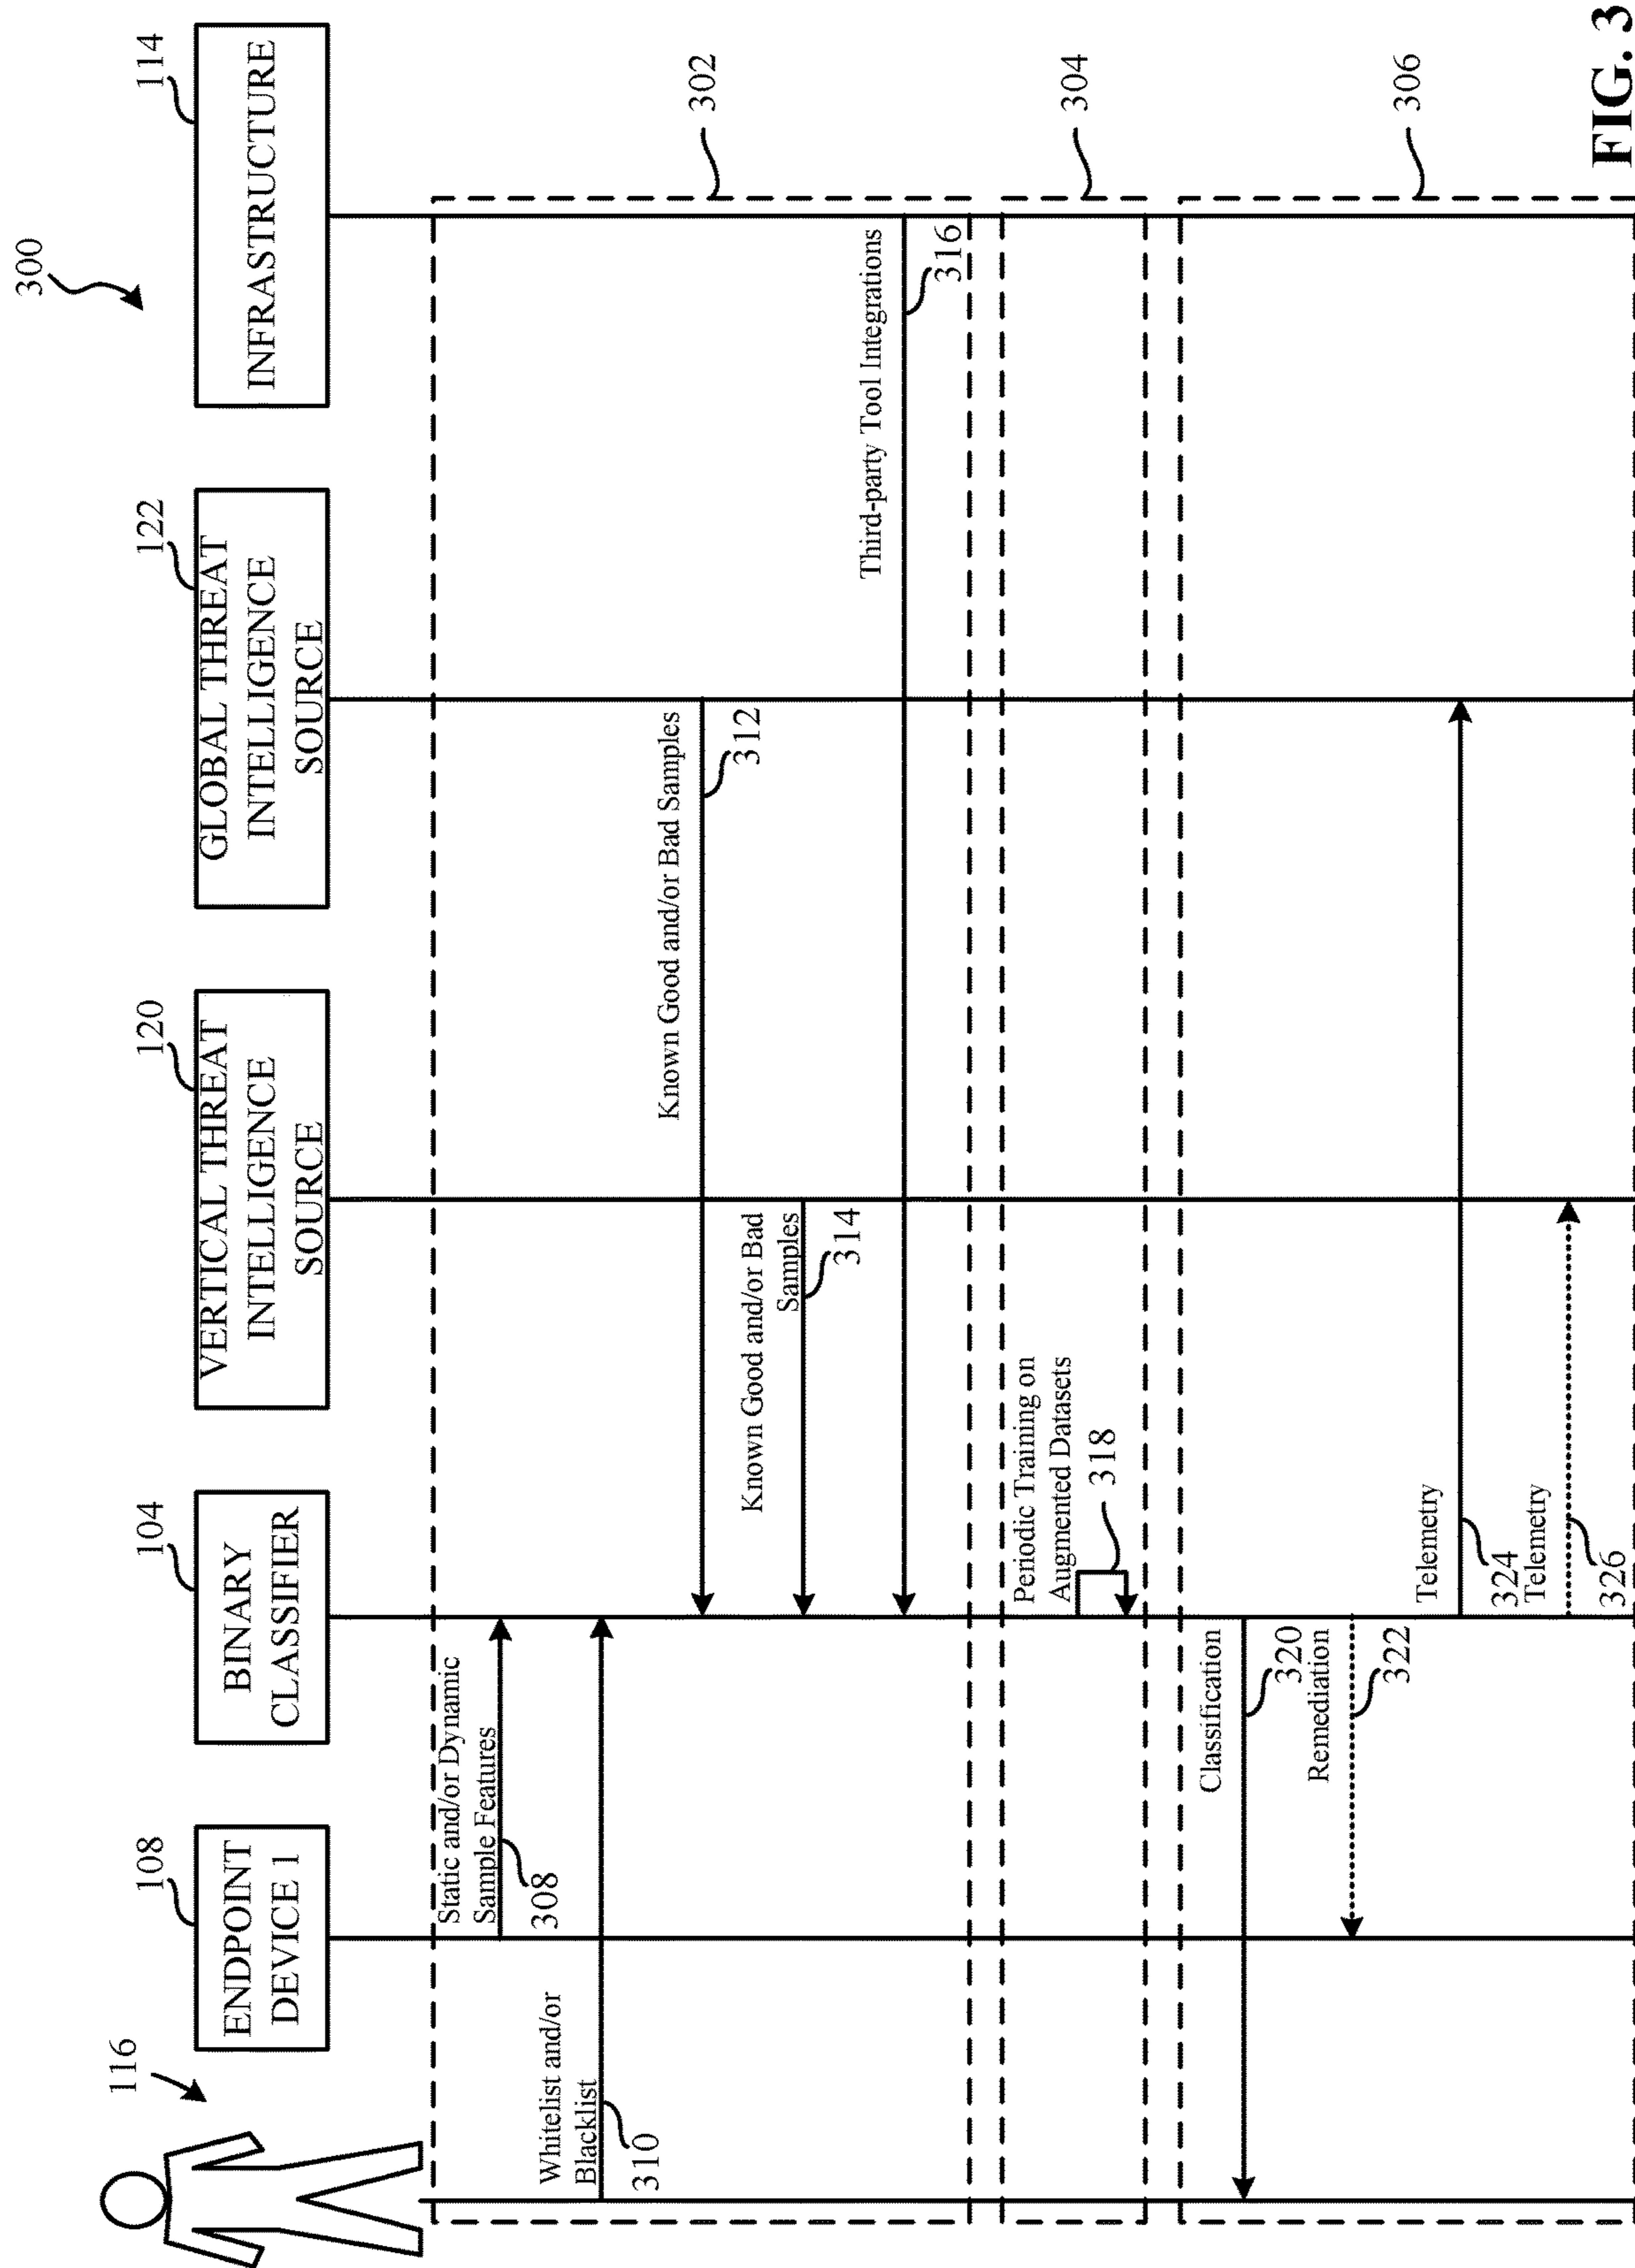 300
116
108
104
120
122
114
ENDPOINT
DEVICE 1
BINARY
CLASSIFIER
VERTICAL THREAT
INTELLIGENCE
SOURCE
GLOBAL THREAT
INTELLIGENCE
SOURCE
INFRASTRUCTURE
302
Static and/or Dynamic
Sample Features
308
Whitelist and/or
Blacklist
310
Known Good and/or Bad Samples
312
Known Good and/or Bad
Samples
314
Third-party Tool Integrations
316
304
Periodic Training on
Augmented Datasets
318
306
Classification
320
Remediation
322
Telemetry
324
Telemetry
326
FIG. 3